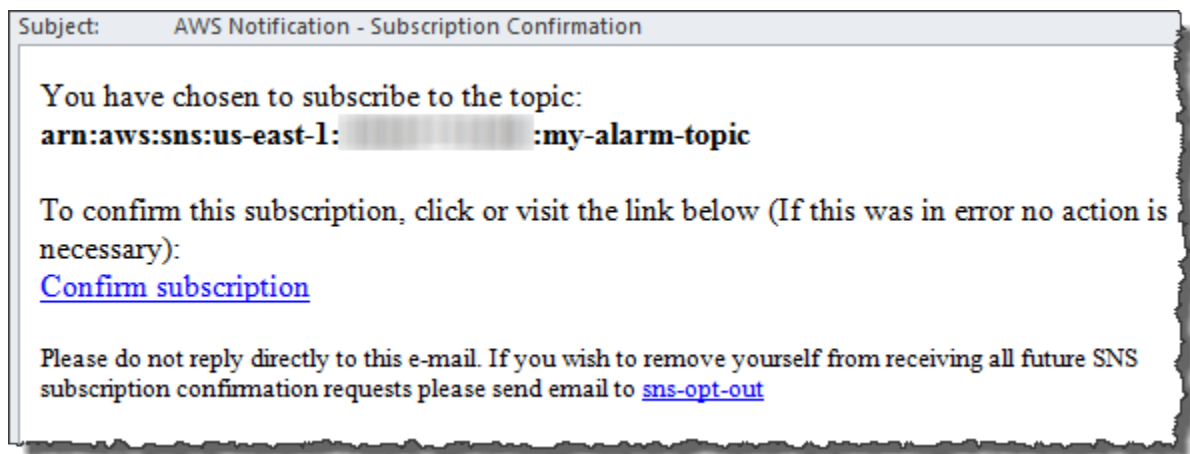 Subject: AWS Notification - Subscription Confirmation
You have chosen to subscribe to the topic:
arn:aws:sns:us-east-1: :my-alarm-topic
To confirm this subscription, click or visit the link below (If this was in error no action is
necessary):
Confirm subscription
Please do not reply directly to this e-mail. If you wish to remove yourself from receiving all future SNS
subscription confirmation requests please send email to sns-opt-out